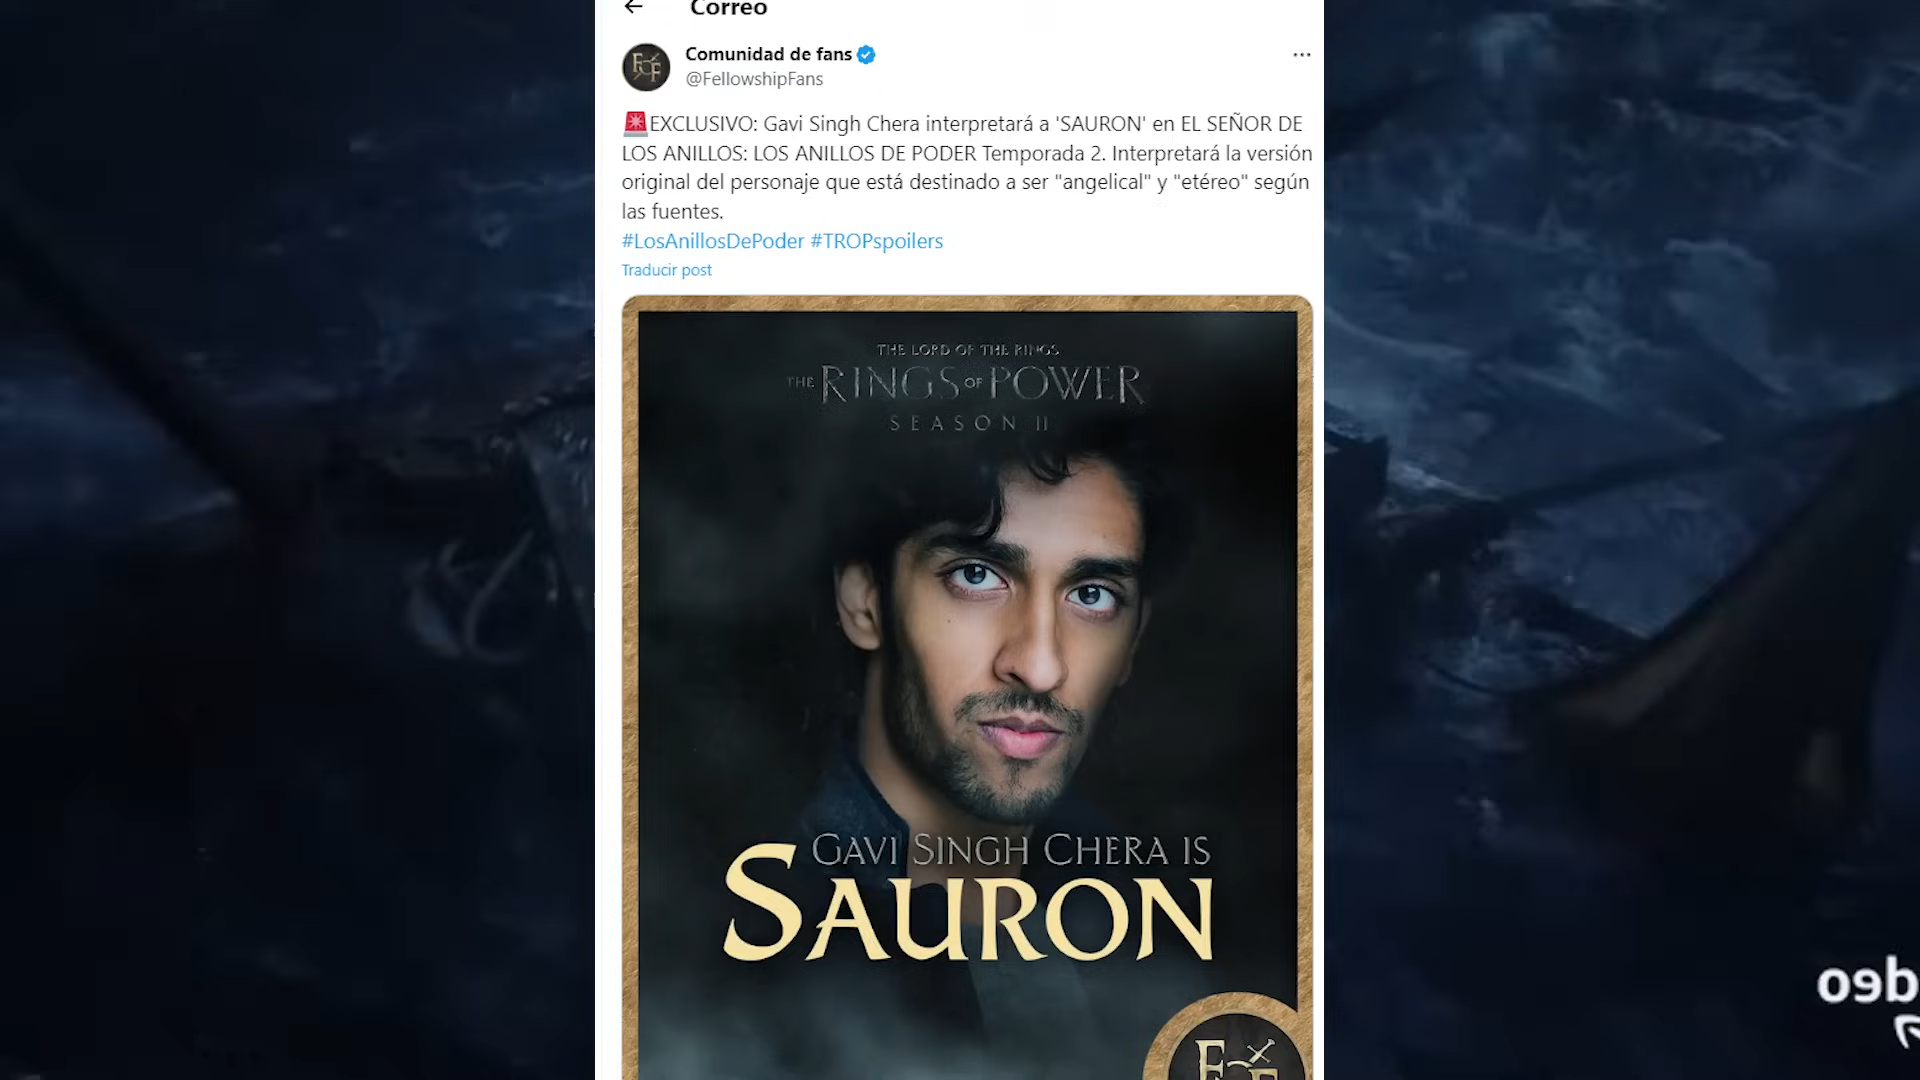 Correo
Comunidad de fans
@FellowshipFans
EXCLUSIVO: Gavi Singh Chera interpretará a 'SAURON' en EL SEÑOR DE
LOS ANILLOS: LOS ANILLOS DE PODER Temporada 2. Interpretará la versión
original del personaje que está destinado a ser "angelical" y "etéreo" según
las fuentes.
#LosAnillosDePoder #TROPspoilers
Traducir post
THE LORD OF THE RINGS
THE RINGS OF POWER
SEASON II
GAVI SINGH CHERA IS
SAURON